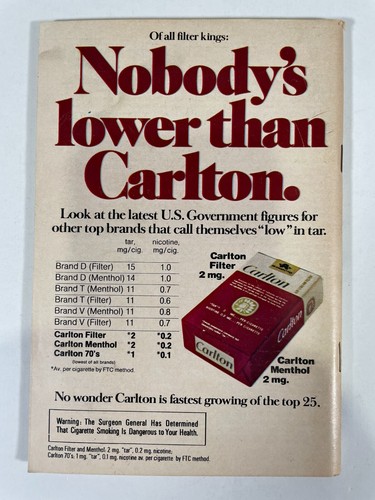 Of all filter kings:
Nobody's
lower than
Carlton.
Look at the latest U.S. Government figures for
other top brands that call themselves "low" in tar.
tar, nicotine,
mg/cig. mg/cig.
Brand D (Filter) 15 1.0
Brand D (Menthol) 14 1.0
Brand T (Menthol) 11 0.7
Brand T (Filter) 11 0.6
Brand V (Menthol) 11 0.8
Brand V (Filter) 11 0.7
Carlton Filter *2 *0.2
Carlton Menthol *2 *0.2
Carlton 70's *1 *0.1
(lowest of all brands)
*Av. per cigarette by FTC method
Carlton
Filter
2 mg.
Carlton
Carlton
Carlton
Carlton
Menthol
2 mg.
No wonder Carlton is fastest growing of the top 25.
Warning: The Surgeon General Has Determined
That Cigarette Smoking Is Dangerous to Your Health.
Carlton Filter and Menthol: 2 mg. "tar", 0.2 mg. nicotine;
Carlton 70's: 1 mg. "tar", 0.1 mg. nicotine av. per cigarette by FTC method.